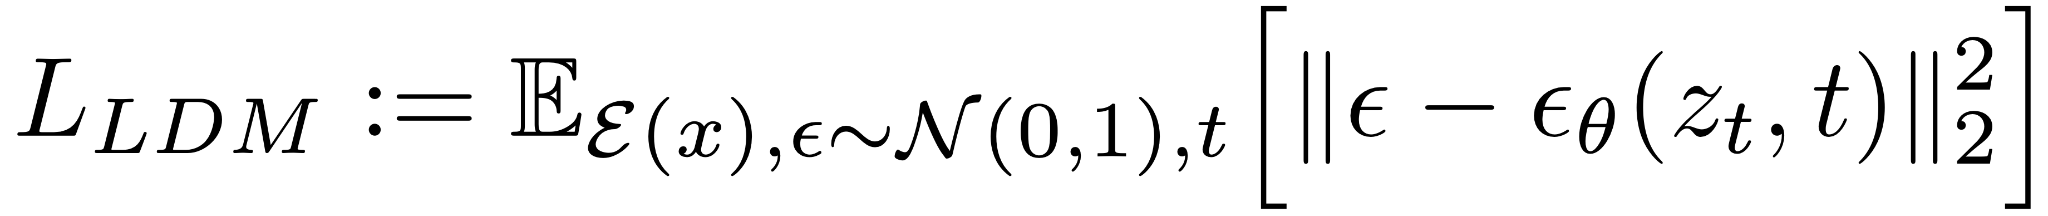 L_{LDM} := \mathbb{E}_{\mathcal{E}(x), \epsilon \sim \mathcal{N}(0,1), t} \Big[ \| \epsilon - \epsilon_\theta(z_t, t) \|_2^2 \Big]